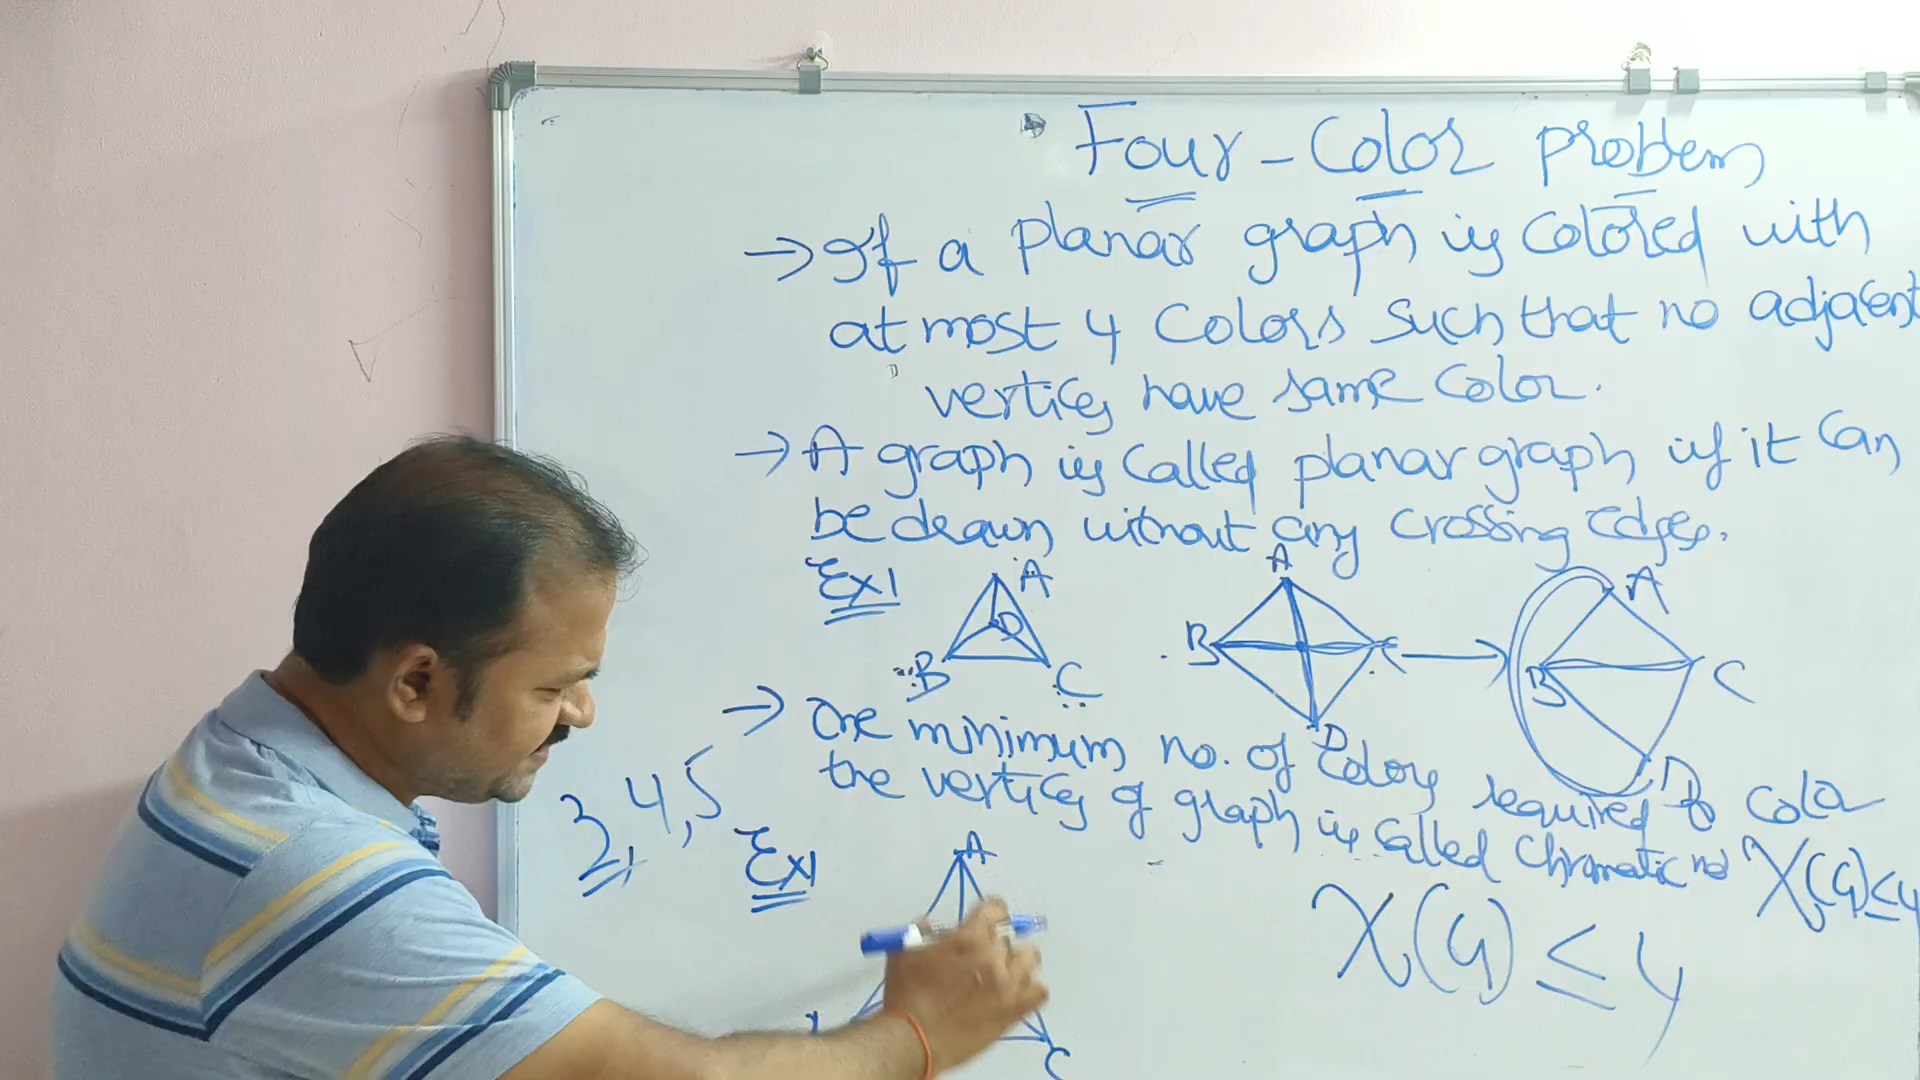 Four-Color problem
→ If a planar graph is colored with
at most 4 colors such that no adjacent
vertices have same color.
→ A graph is called planar graph if it can
be drawn without any crossing edges.
Ex1 A B C D
A B C D → A B C D
→ The minimum no. of colors required to color
the vertices of graph is called Chromatic no χ(G)≤4
3, 4, 5
Ex1 A C
χ(G) ≤ 4